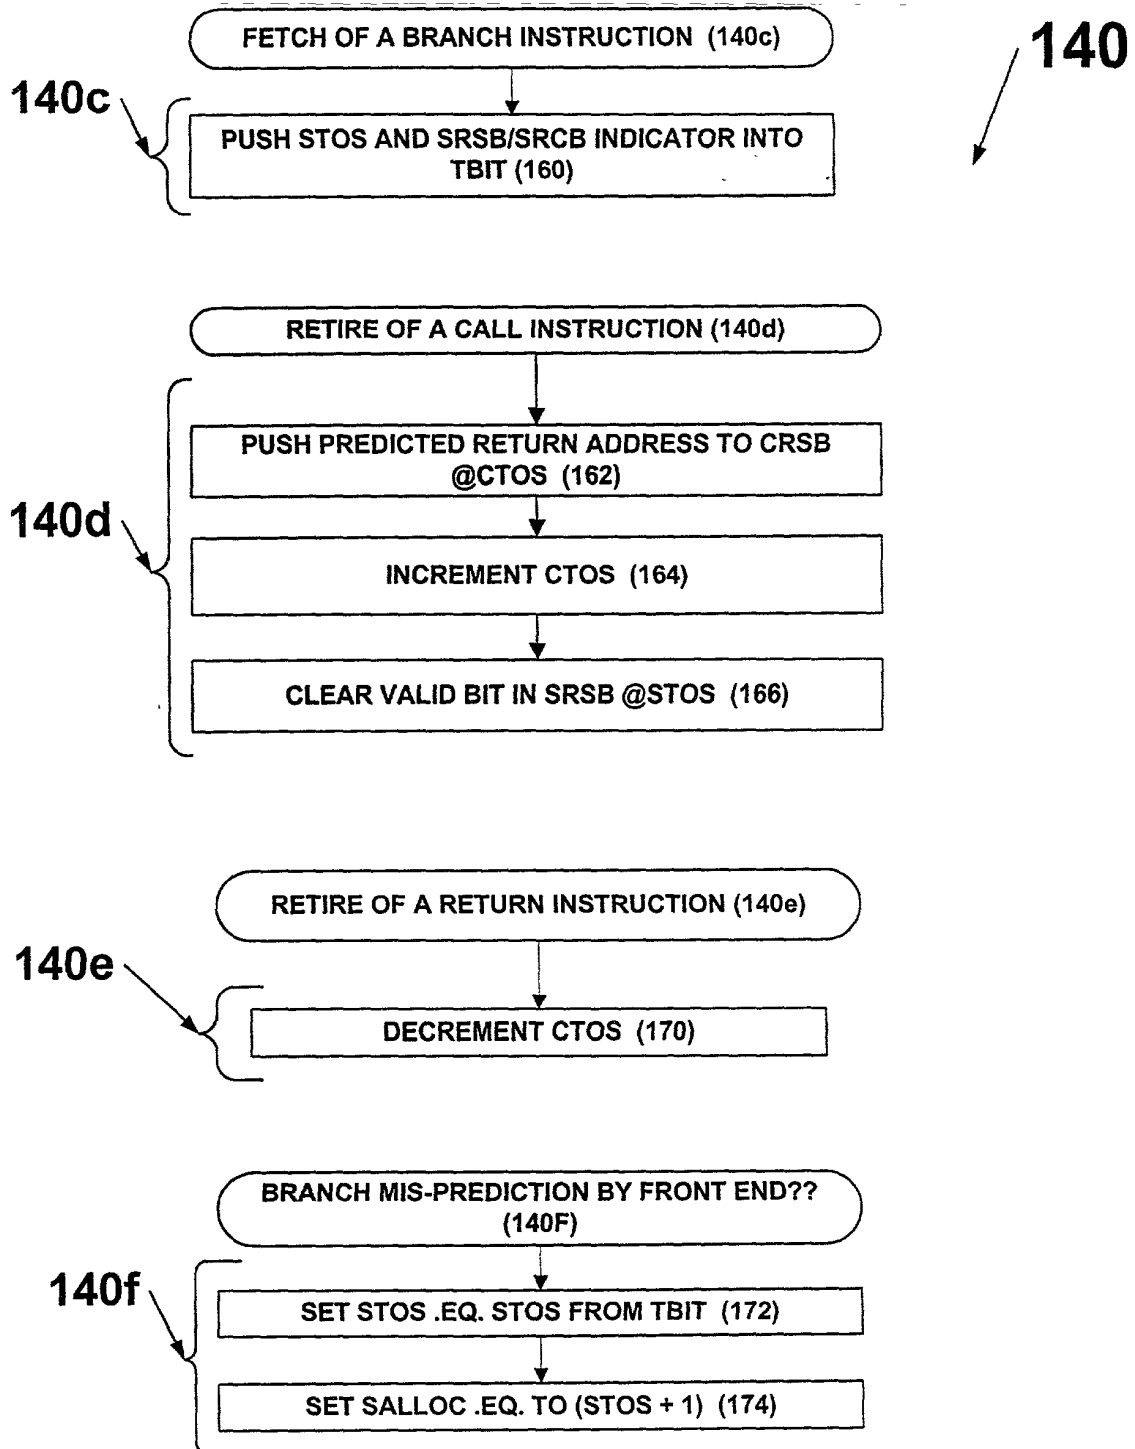 FETCH OF A BRANCH INSTRUCTION (140c)
140
140c
PUSH STOS AND SRSB/SRCB INDICATOR INTO
TBIT (160)
RETIRE OF A CALL INSTRUCTION (140d)
140d
PUSH PREDICTED RETURN ADDRESS TO CRSB
@CTOS (162)
INCREMENT CTOS (164)
CLEAR VALID BIT IN SRSB @STOS (166)
RETIRE OF A RETURN INSTRUCTION (140e)
140e
DECREMENT CTOS (170)
BRANCH MIS-PREDICTION BY FRONT END??
(140F)
140f
SET STOS .EQ. STOS FROM TBIT (172)
SET SALLOC .EQ. TO (STOS + 1) (174)